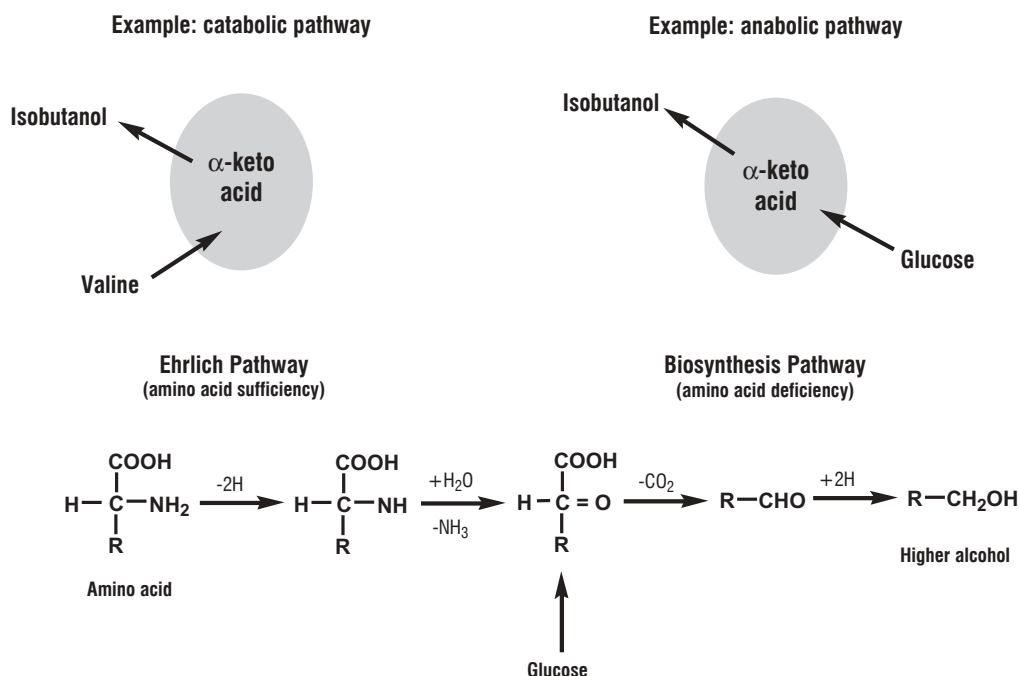 Example: catabolic pathway
Example: anabolic pathway
Isobutanol
α-keto
acid
Valine
Isobutanol
α-keto
acid
Glucose
Ehrlich Pathway
(amino acid sufficiency)
Biosynthesis Pathway
(amino acid deficiency)
COOH
H C NH₂
R
Amino acid
-2H
COOH
H C NH
R
+H₂O
-NH₃
COOH
H C = O
R
Glucose
-CO₂
R CHO
+2H
R CH₂OH
Higher alcohol